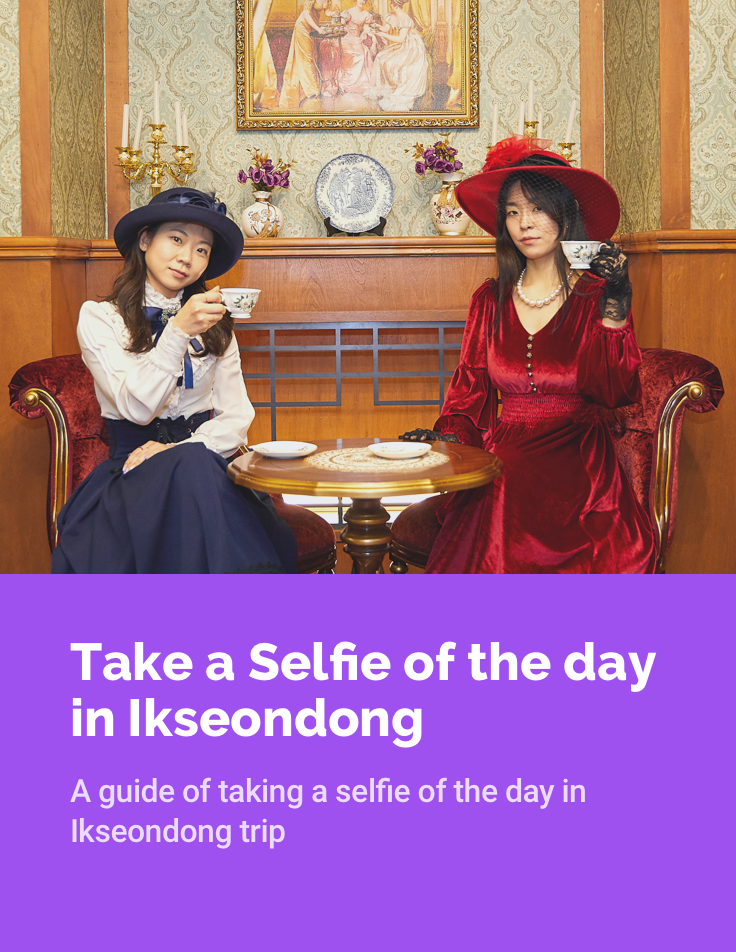 Take a Selfie of the day
in Ikseondong
A guide of taking a selfie of the day in
Ikseondong trip